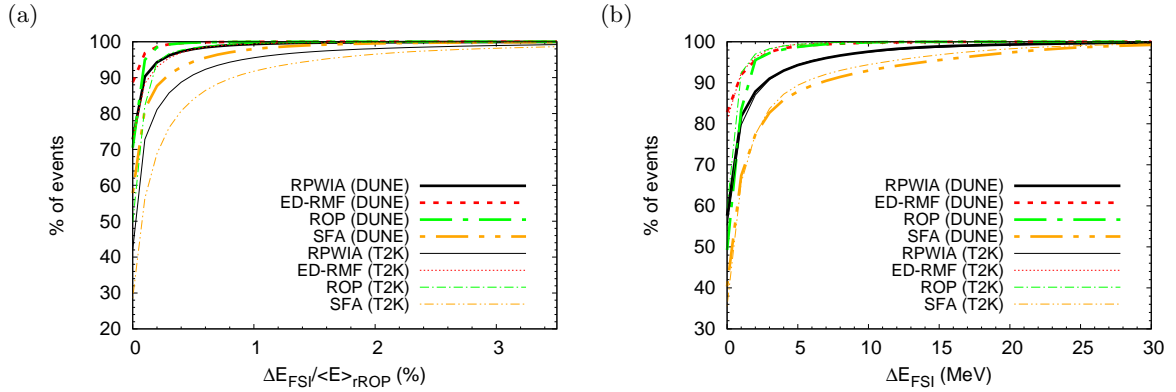 (a)
100
90
80
70
60
50
40
30
20
0
1
2
3
% of events
ΔE_FSI/<E>_rROP (%)
RPWIA (DUNE)
ED-RMF (DUNE)
ROP (DUNE)
SFA (DUNE)
RPWIA (T2K)
ED-RMF (T2K)
ROP (T2K)
SFA (T2K)
(b)
100
90
80
70
60
50
40
30
0
5
10
15
20
25
30
% of events
ΔE_FSI (MeV)
RPWIA (DUNE)
ED-RMF (DUNE)
ROP (DUNE)
SFA (DUNE)
RPWIA (T2K)
ED-RMF (T2K)
ROP (T2K)
SFA (T2K)